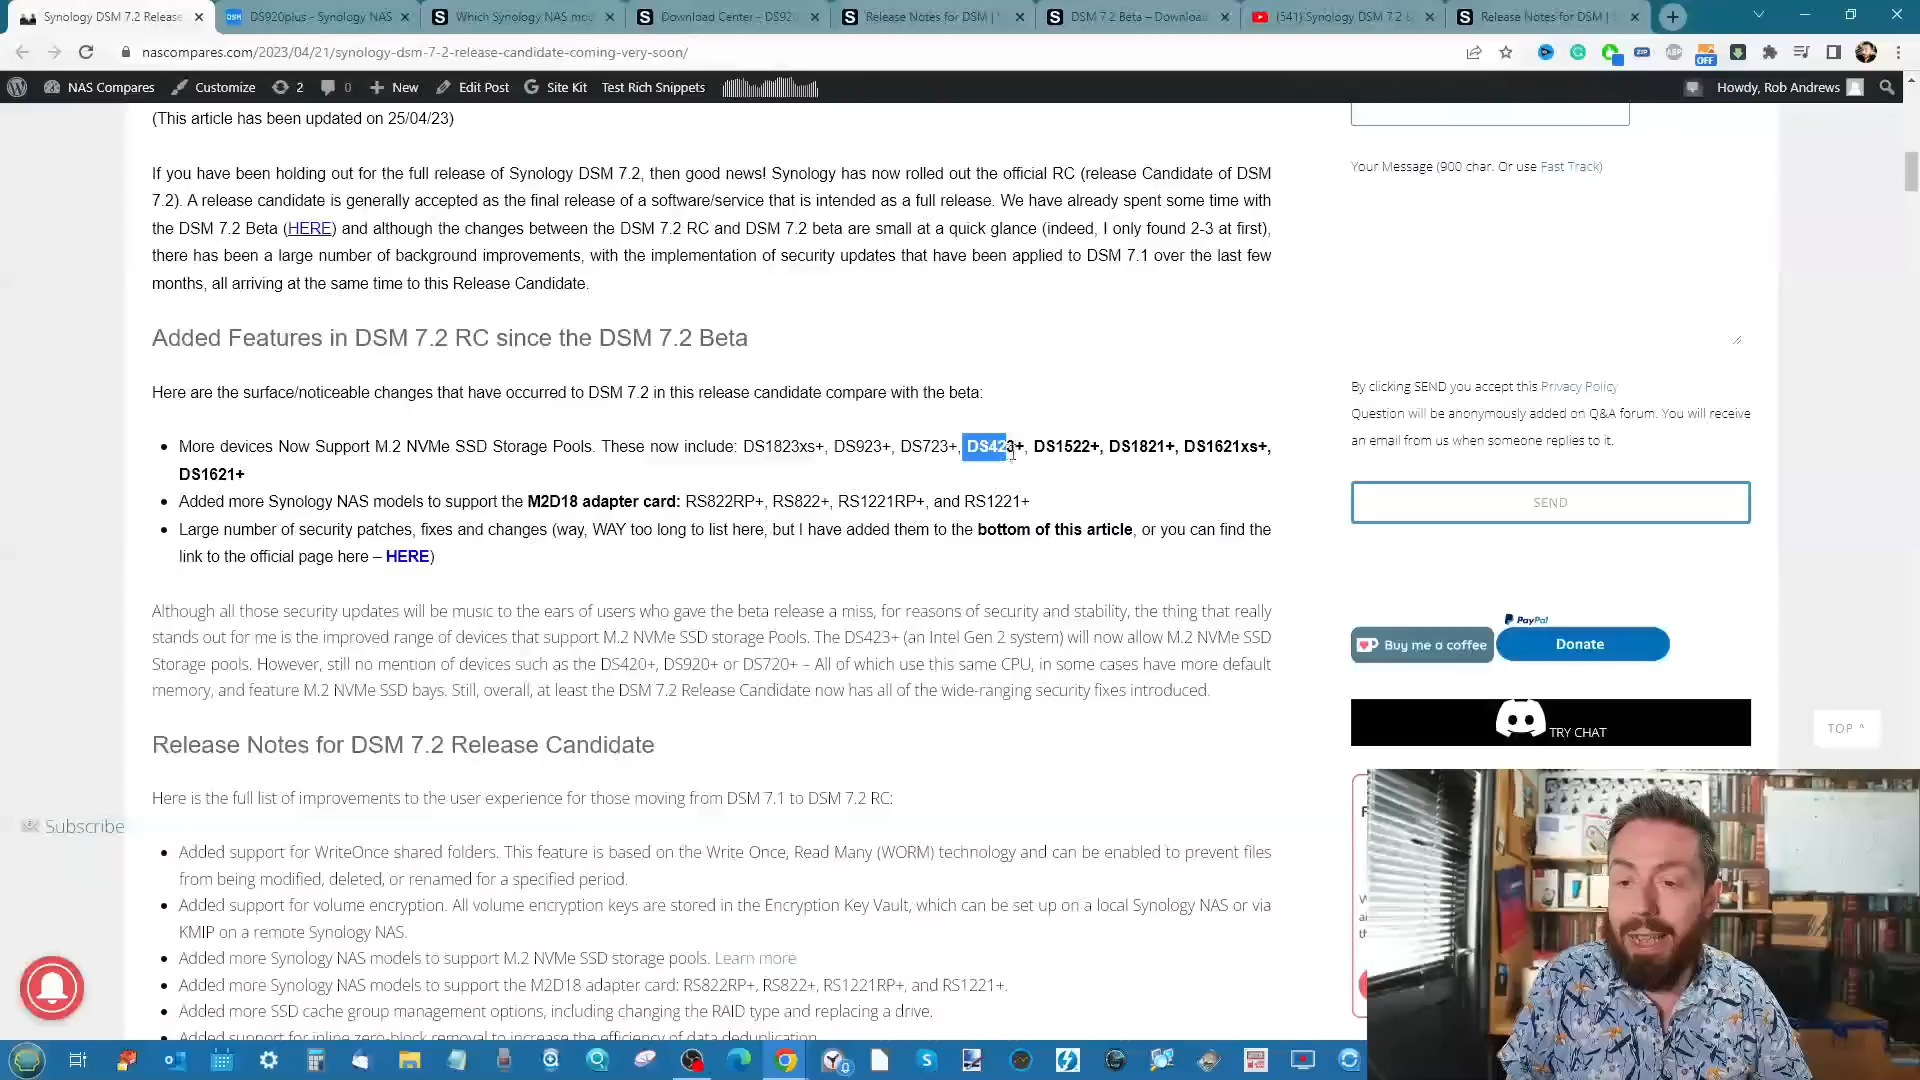 Synology DSM 7.2 Release
DS920plus - Synology NAS
Which Synology NAS mo
Download Center - DS92
Release Notes for DSM |
DSM 7.2 Beta – Downloa
(541) Synology DSM 7.2
Release Notes for DSM |
nascompares.com/2023/04/21/synology-dsm-7-2-release-candidate-coming-very-soon/
OFF
NAS Compares Customize 2 0 New Edit Post Site Kit Test Rich Snippets Howdy, Rob Andrews
(This article has been updated on 25/04/23)
If you have been holding out for the full release of Synology DSM 7.2, then good news! Synology has now rolled out the official RC (release Candidate of DSM
7.2). A release candidate is generally accepted as the final release of a software/service that is intended as a full release. We have already spent some time with
the DSM 7.2 Beta (HERE) and although the changes between the DSM 7.2 RC and DSM 7.2 beta are small at a quick glance (indeed, I only found 2-3 at first),
there has been a large number of background improvements, with the implementation of security updates that have been applied to DSM 7.1 over the last few
months, all arriving at the same time to this Release Candidate.
Added Features in DSM 7.2 RC since the DSM 7.2 Beta
Here are the surface/noticeable changes that have occurred to DSM 7.2 in this release candidate compare with the beta:
More devices Now Support M.2 NVMe SSD Storage Pools. These now include: DS1823xs+, DS923+, DS723+, DS423+, DS1522+, DS1821+, DS1621xs+,
DS1621+
Added more Synology NAS models to support the M2D18 adapter card: RS822RP+, RS822+, RS1221RP+, and RS1221+
Large number of security patches, fixes and changes (way, WAY too long to list here, but I have added them to the bottom of this article, or you can find the
link to the official page here – HERE)
Although all those security updates will be music to the ears of users who gave the beta release a miss, for reasons of security and stability, the thing that really
stands out for me is the improved range of devices that support M.2 NVMe SSD storage Pools. The DS423+ (an Intel Gen 2 system) will now allow M.2 NVMe SSD
Storage pools. However, still no mention of devices such as the DS420+, DS920+ or DS720+ – All of which use this same CPU, in some cases have more default
memory, and feature M.2 NVMe SSD bays. Still, overall, at least the DSM 7.2 Release Candidate now has all of the wide-ranging security fixes introduced.
Release Notes for DSM 7.2 Release Candidate
Here is the full list of improvements to the user experience for those moving from DSM 7.1 to DSM 7.2 RC:
Subscribe
Added support for WriteOnce shared folders. This feature is based on the Write Once, Read Many (WORM) technology and can be enabled to prevent files
from being modified, deleted, or renamed for a specified period.
Added support for volume encryption. All volume encryption keys are stored in the Encryption Key Vault, which can be set up on a local Synology NAS or via
KMIP on a remote Synology NAS.
Added more Synology NAS models to support M.2 NVMe SSD storage pools. Learn more
Added more Synology NAS models to support the M2D18 adapter card: RS822RP+, RS822+, RS1221RP+, and RS1221+.
Added more SSD cache group management options, including changing the RAID type and replacing a drive.
Added support for inline zero-block removal to increase the efficiency of data deduplication.
Your Message (900 char. Or use Fast Track)
By clicking SEND you accept this Privacy Policy
Question will be anonymously added on Q&A forum. You will receive
an email from us when someone replies to it.
SEND
PayPal
Buy me a coffee
Donate
TRY CHAT
TOP ^